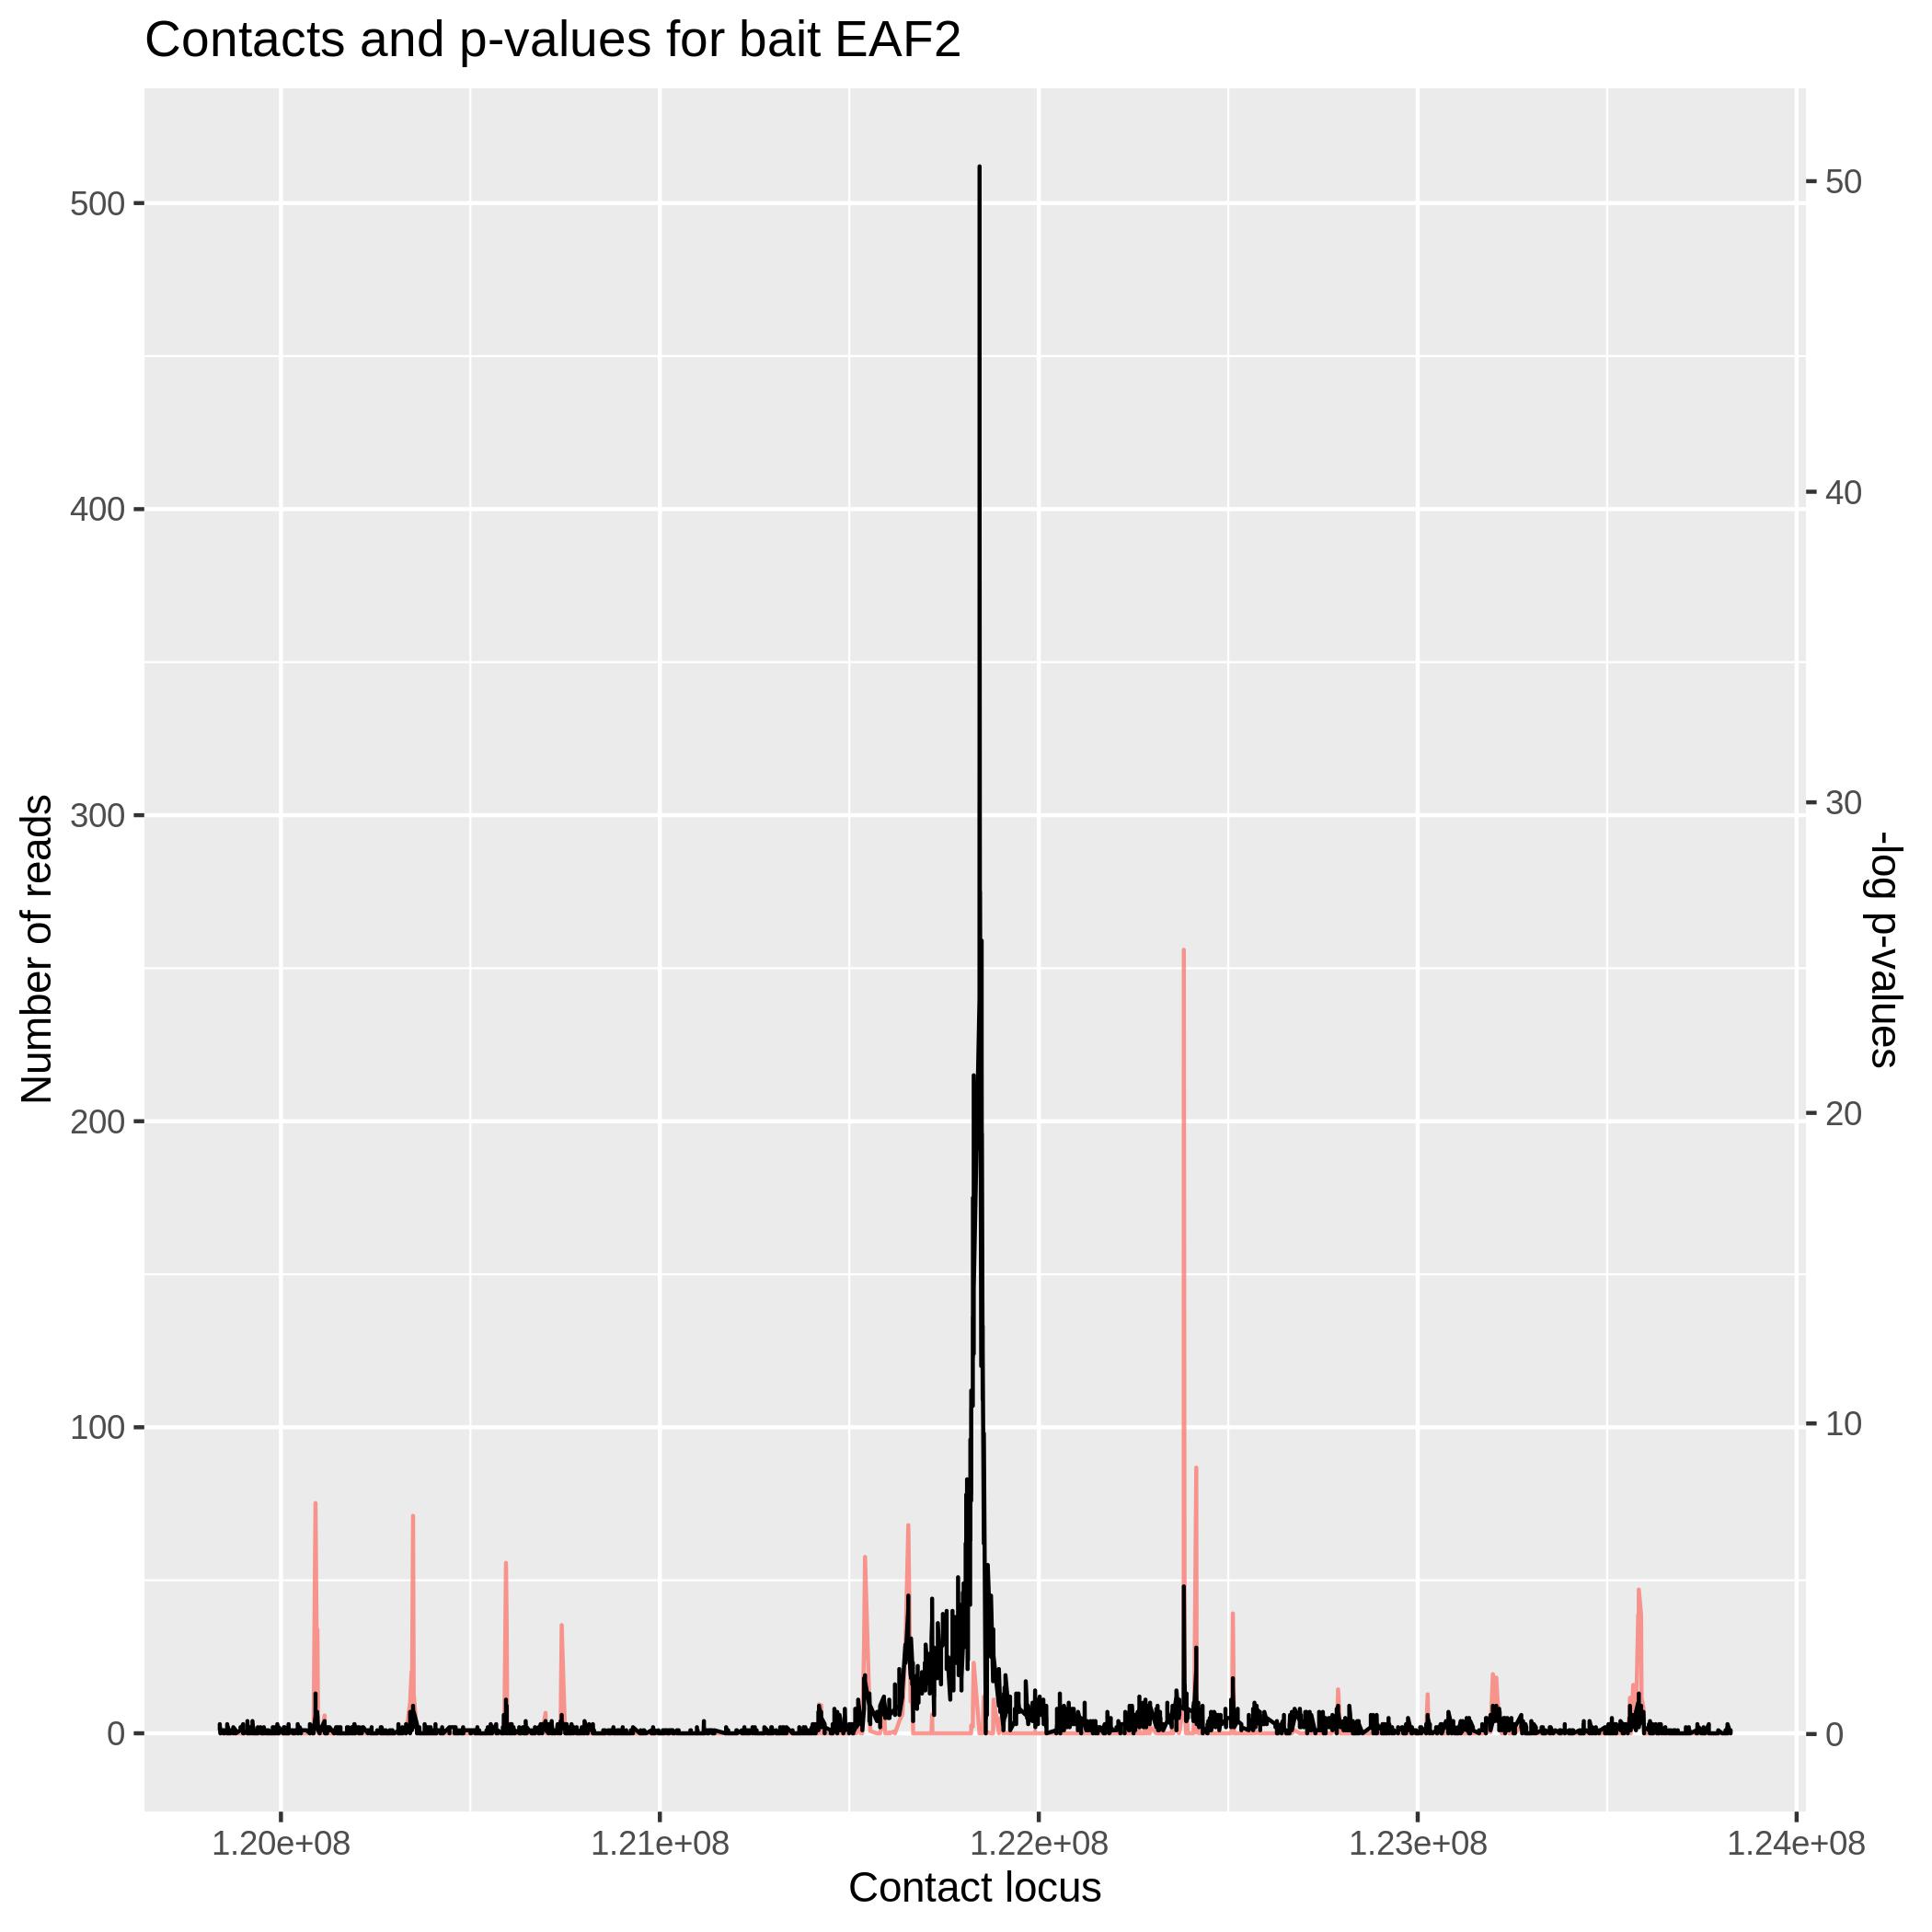 Contacts and p-values for bait EAF2
500
400
300
200
100
0
Number of reads
50
40
30
20
10
0
-log p-values
1.20e+08
1.21e+08
1.22e+08
1.23e+08
1.24e+08
Contact locus